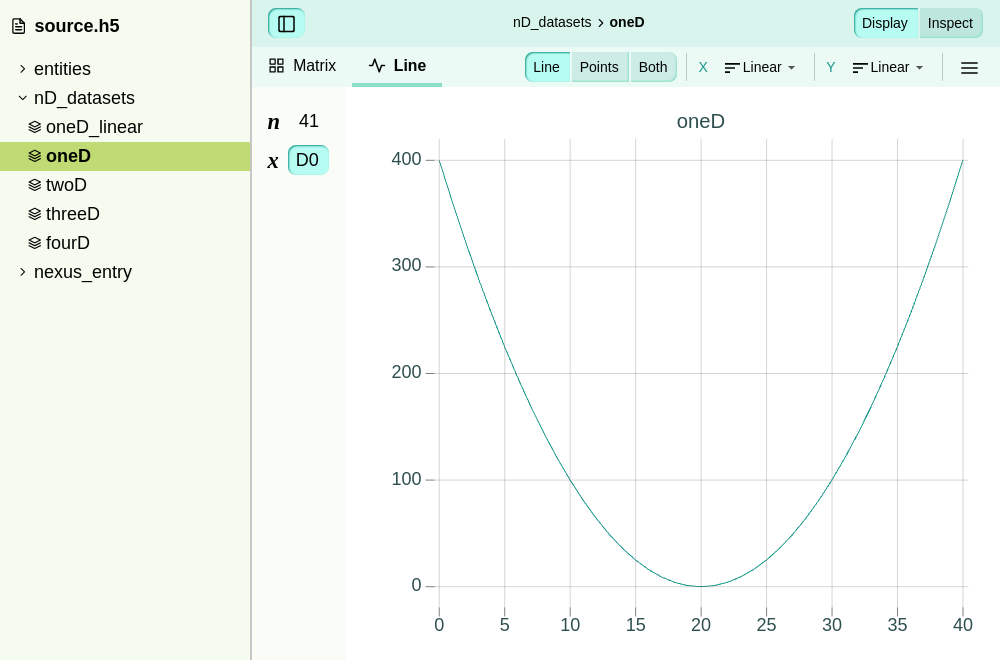 source.h5
entities
nD_datasets
oneD_linear
oneD
twoD
threeD
fourD
nexus_entry
nD_datasets › oneD
Display Inspect
Matrix Line
Line Points Both X Linear Y Linear
n 41
x D0
oneD
400
300
200
100
0
0 5 10 15 20 25 30 35 40